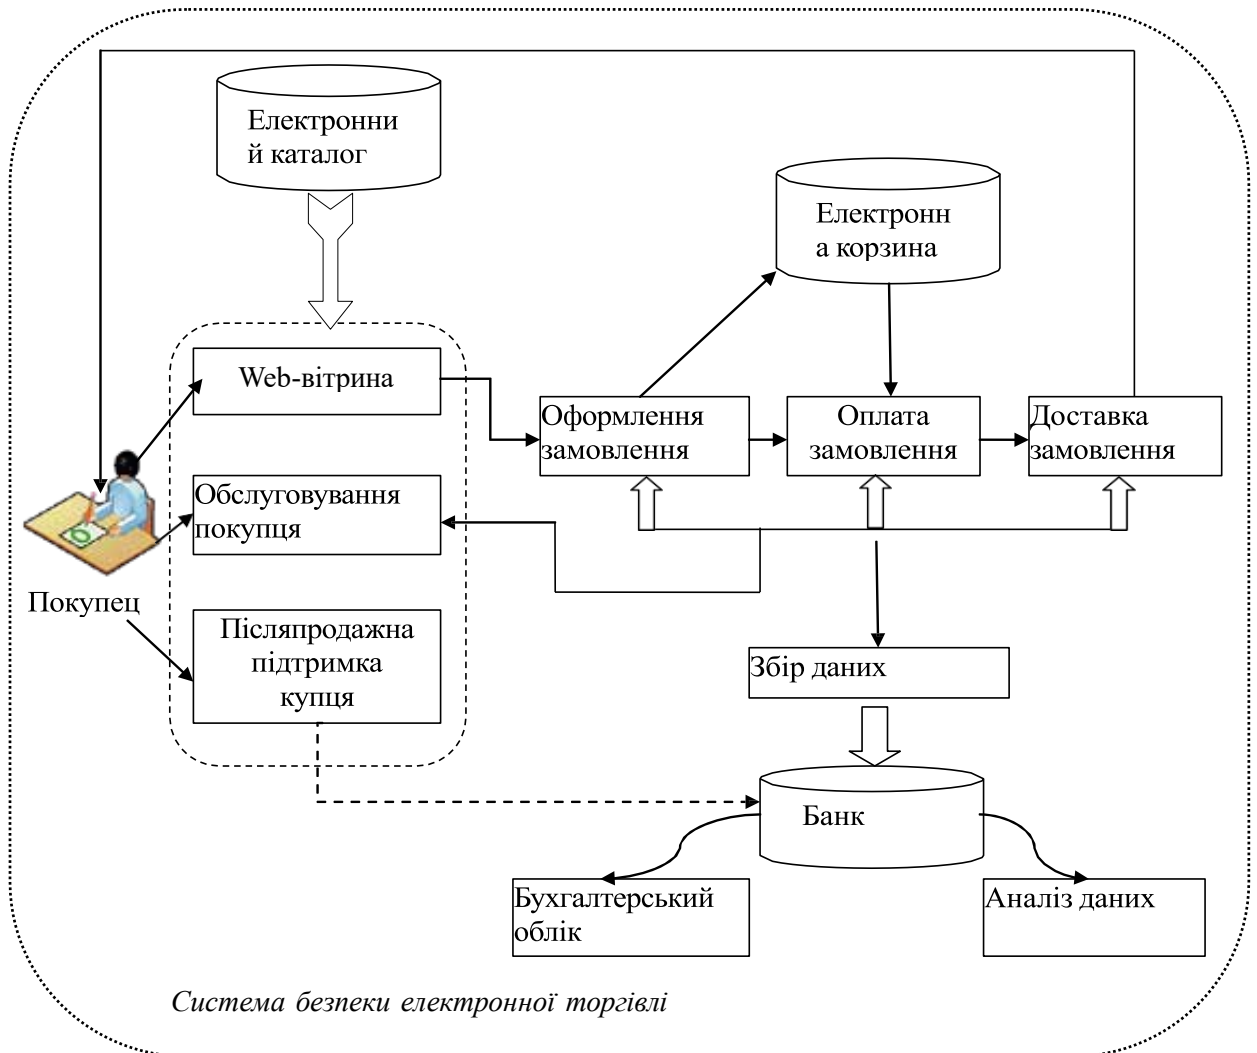 Електронни
й каталог
Електронн
а корзина
Web-вітрина
Оформлення
замовлення
Оплата
замовлення
Доставка
замовлення
Обслуговування
покупця
Покупец
Післяпродажна
підтримка
купця
Збір даних
Банк
Бухгалтерський
облік
Аналіз даних
Система безпеки електронної торгівлі